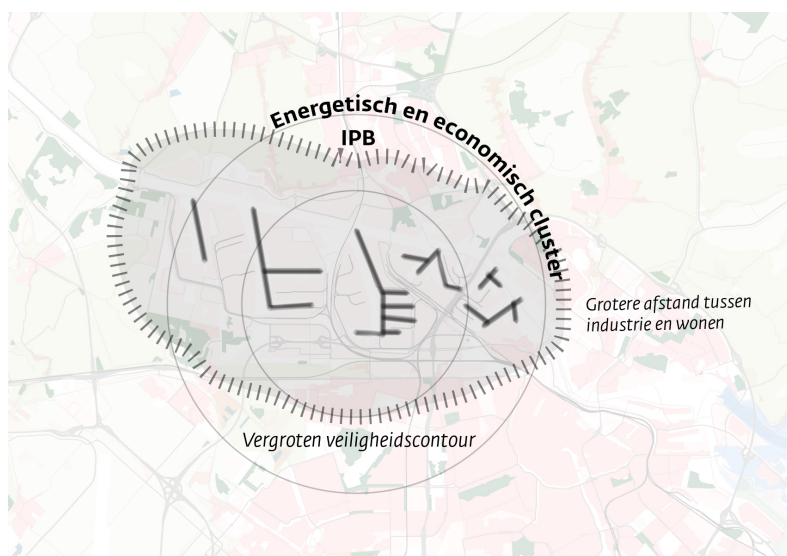 Energetisch en economisch cluster
IPB
Grotere afstand tussen
industrie en wonen
Vergroten veiligheidscontour